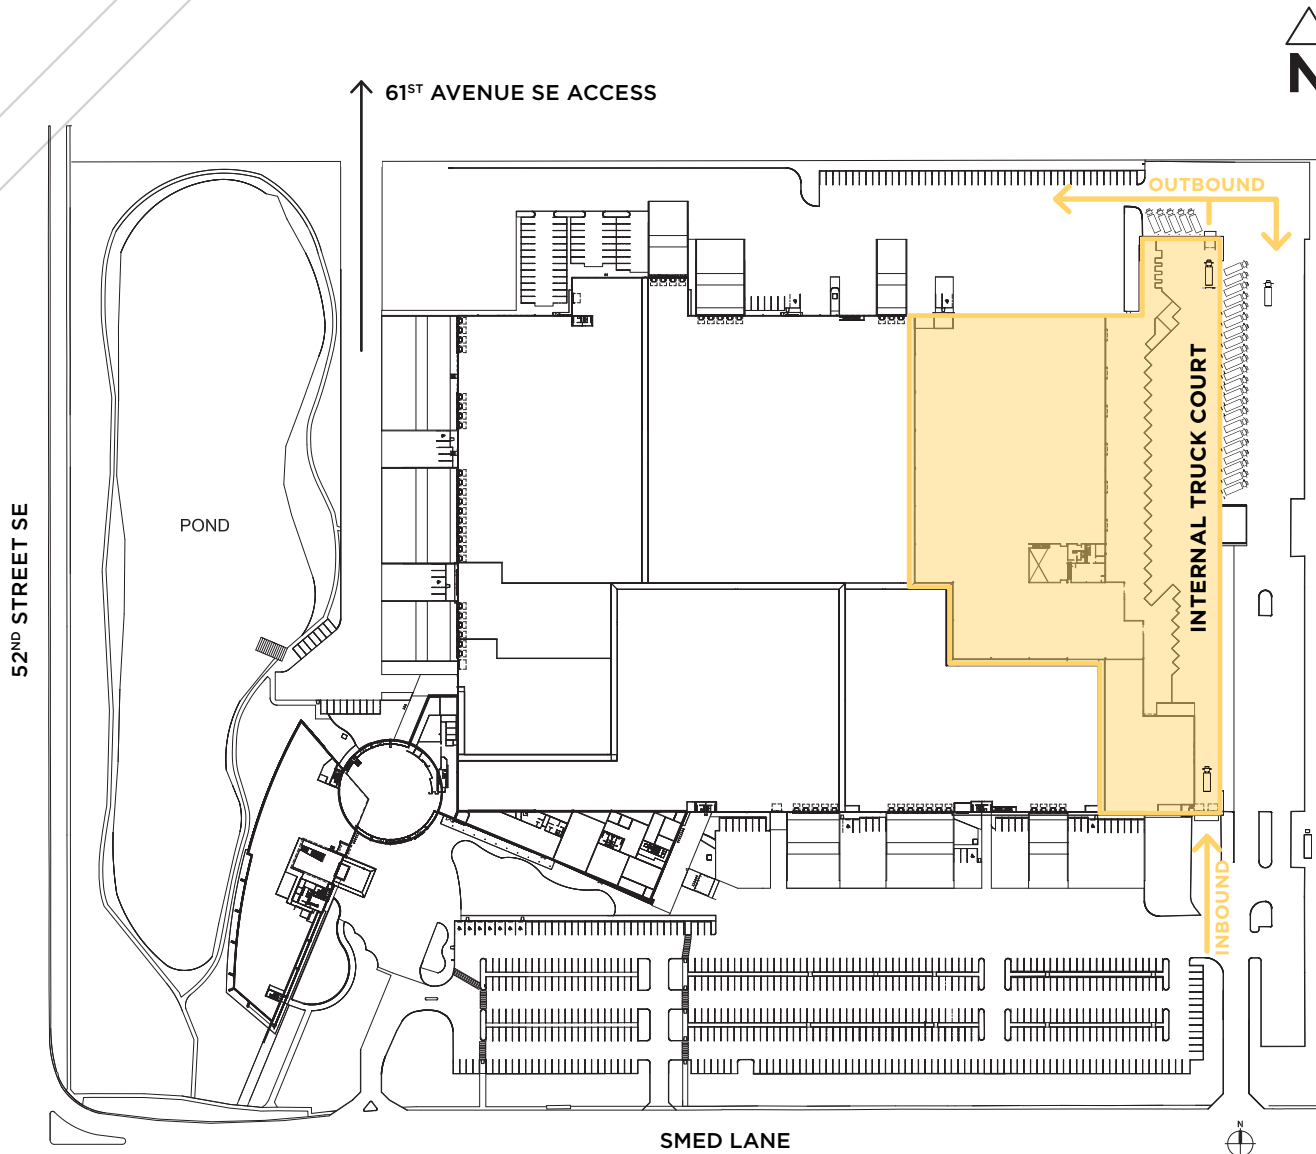 N
61ST AVENUE SE ACCESS
OUTBOUND
INTERNAL TRUCK COURT
POND
52ND STREET SE
INBOUND
SMED LANE
N